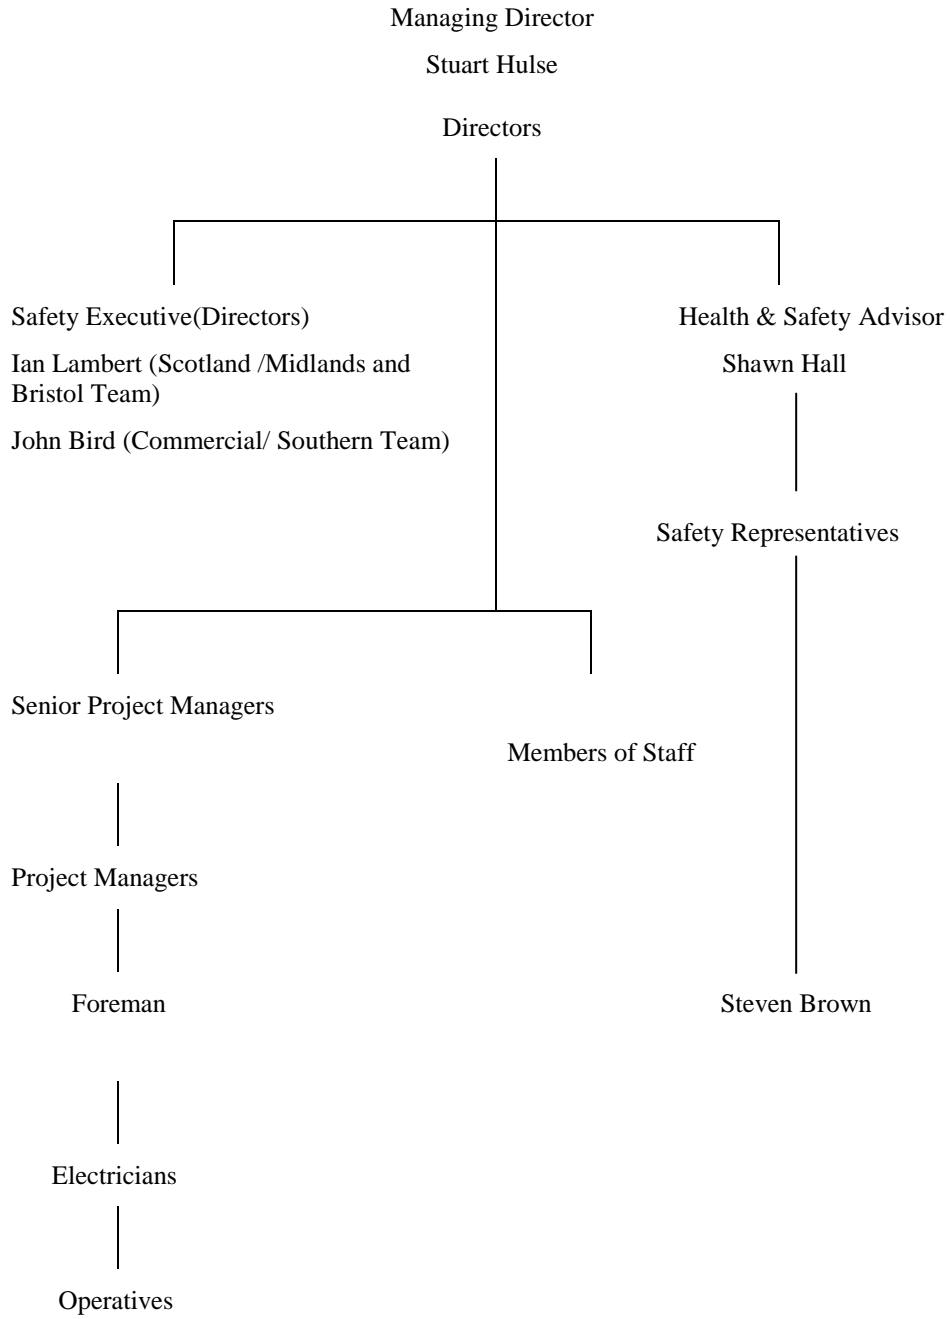 Managing Director
Stuart Hulse
Directors
Safety Executive(Directors)
Health & Safety Advisor
Ian Lambert (Scotland /Midlands and
Bristol Team)
Shawn Hall
John Bird (Commercial/ Southern Team)
Safety Representatives
Senior Project Managers
Members of Staff
Project Managers
Foreman
Steven Brown
Electricians
Operatives